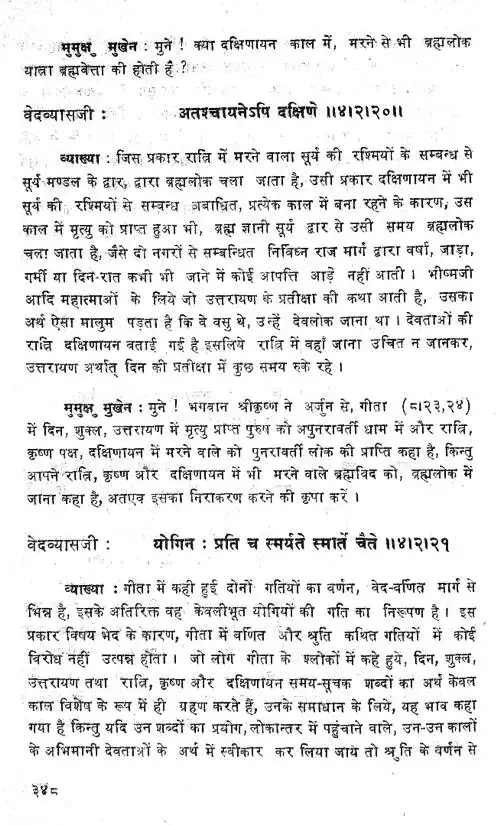 मुमुक्षु मुखेन : मुने ! क्या दक्षिणायन काल में, मरने से भी ब्रह्मलोक
यात्रा ब्रह्मवेत्ता की होती है ?
वेदव्यासजी : अतश्चायनेऽपि दक्षिणे ॥४।२।२०॥
व्याख्या : जिस प्रकार रात्रि में मरने वाला सूर्य की रश्मियों के सम्बन्ध से
सूर्य मण्डल के द्वार, द्वारा ब्रह्मलोक चला जाता है, उसी प्रकार दक्षिणायन में भी
सूर्य की रश्मियों से सम्बन्ध अबाधित, प्रत्येक काल में बना रहने के कारण, उस
काल में मृत्यु को प्राप्त हुआ भी, ब्रह्म ज्ञानी सूर्य द्वार से उसी समय ब्रह्मलोक
चला जाता है, जैसे दो नगरों से सम्बन्धित निविघ्न राज मार्ग द्वारा वर्षा, जाड़ा,
गर्मी या दिन-रात कभी भी जाने में कोई आपत्ति आड़े नहीं आती । भीष्मजी
आदि महात्माओं के लिये जो उत्तरायण के प्रतीक्षा की कथा आती है, उसका
अर्थ ऐसा मालुम पड़ता है कि वे वसु थे, उन्हें देवलोक जाना था । देवताओं की
रात्रि दक्षिणायन बताई गई है इसलिये रात्रि में वहाँ जाना उचित न जानकर,
उत्तरायण अर्थात् दिन की प्रतीक्षा में कुछ समय रुके रहे ।
मुमुक्षु मुखेन : मुने ! भगवान श्रीकृष्ण ने अर्जुन से, गीता (८।२३,२४)
में दिन, शुक्ल, उत्तरायण में मृत्यु प्राप्त पुरुष को अपुनरावर्ती धाम में और रात्रि,
कृष्ण पक्ष, दक्षिणायन में मरने वाले को पुनरावर्ती लोक की प्राप्ति कहा है, किन्तु
आपने रात्रि, कृष्ण और दक्षिणायन में भी मरने वाले ब्रह्मविद को, ब्रह्मलोक में
जाना कहा है, अतएव इसका निराकरण करने की कृपा करें ।
वेदव्यासजी : योगिन : प्रति च स्मर्यते स्मार्ते चैते ॥४।२।२१
व्याख्या : गीता में कही हुई दोनों गतियों का वर्णन, वेद-वणित मार्ग से
भिन्न है, इसके अतिरिक्त वह केवलीभूत योगियों की गति का निरूपण है । इस
प्रकार विषय भेद के कारण, गीता में वणित और श्रुति कथित गतियों में कोई
विरोध नहीं उत्पन्न होता । जो लोग गीता के श्लोकों में कहे हुये, दिन, शुक्ल,
उत्तरायण तथा रात्रि, कृष्ण और दक्षिणायन समय-सूचक शब्दों का अर्थ केवल
काल विशेष के रूप में ही ग्रहण करते हैं, उनके समाधान के लिये, यह भाव कहा
गया है किन्तु यदि उन शब्दों का प्रयोग, लोकान्तर में पहुंचाने वाले, उन-उन कालों
के अभिमानी देवताओं के अर्थ में स्वीकार कर लिया जाय तो श्रुति के वर्णन से
३४८